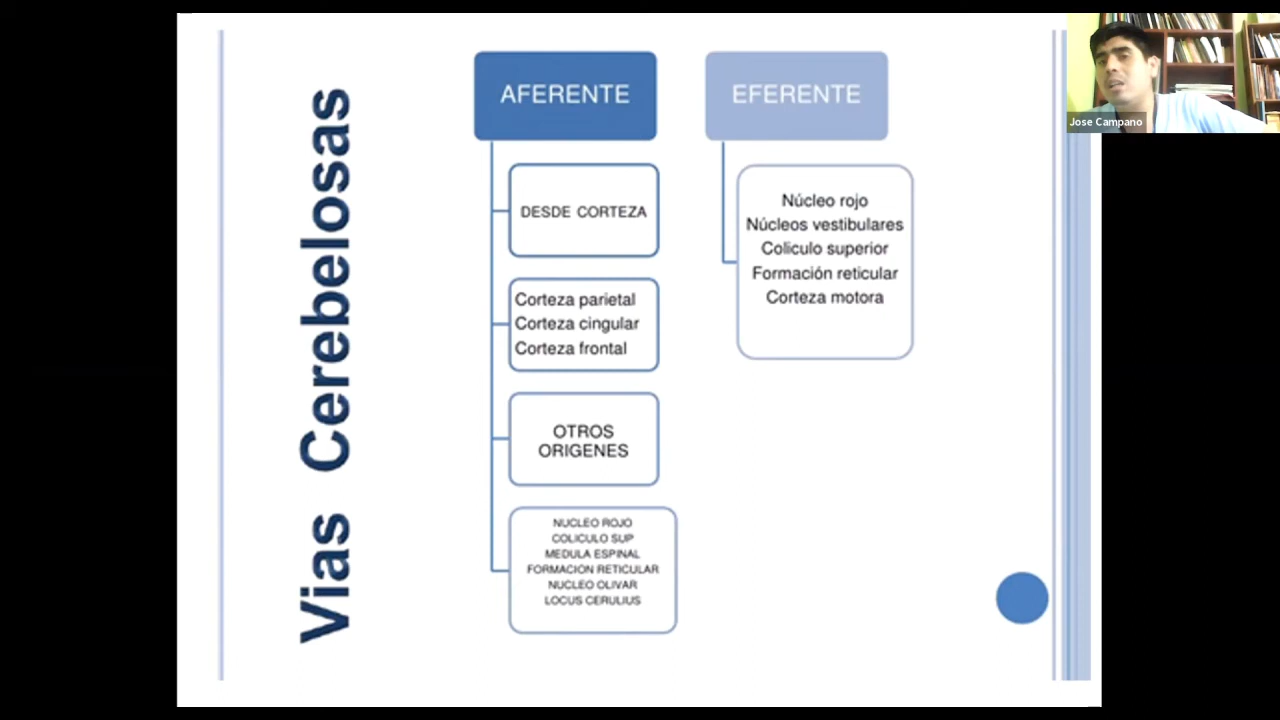 Vias Cerebelosas
AFERENTE
DESDE CORTEZA
Corteza parietal
Corteza cingular
Corteza frontal
OTROS
ORIGENES
NUCLEO ROJO
COLICULO SUP
MEDULA ESPINAL
FORMACION RETICULAR
NUCLEO OLIVAR
LOCUS CERULIUS
EFERENTE
Núcleo rojo
Núcleos vestibulares
Coliculo superior
Formación reticular
Corteza motora
Jose Campano